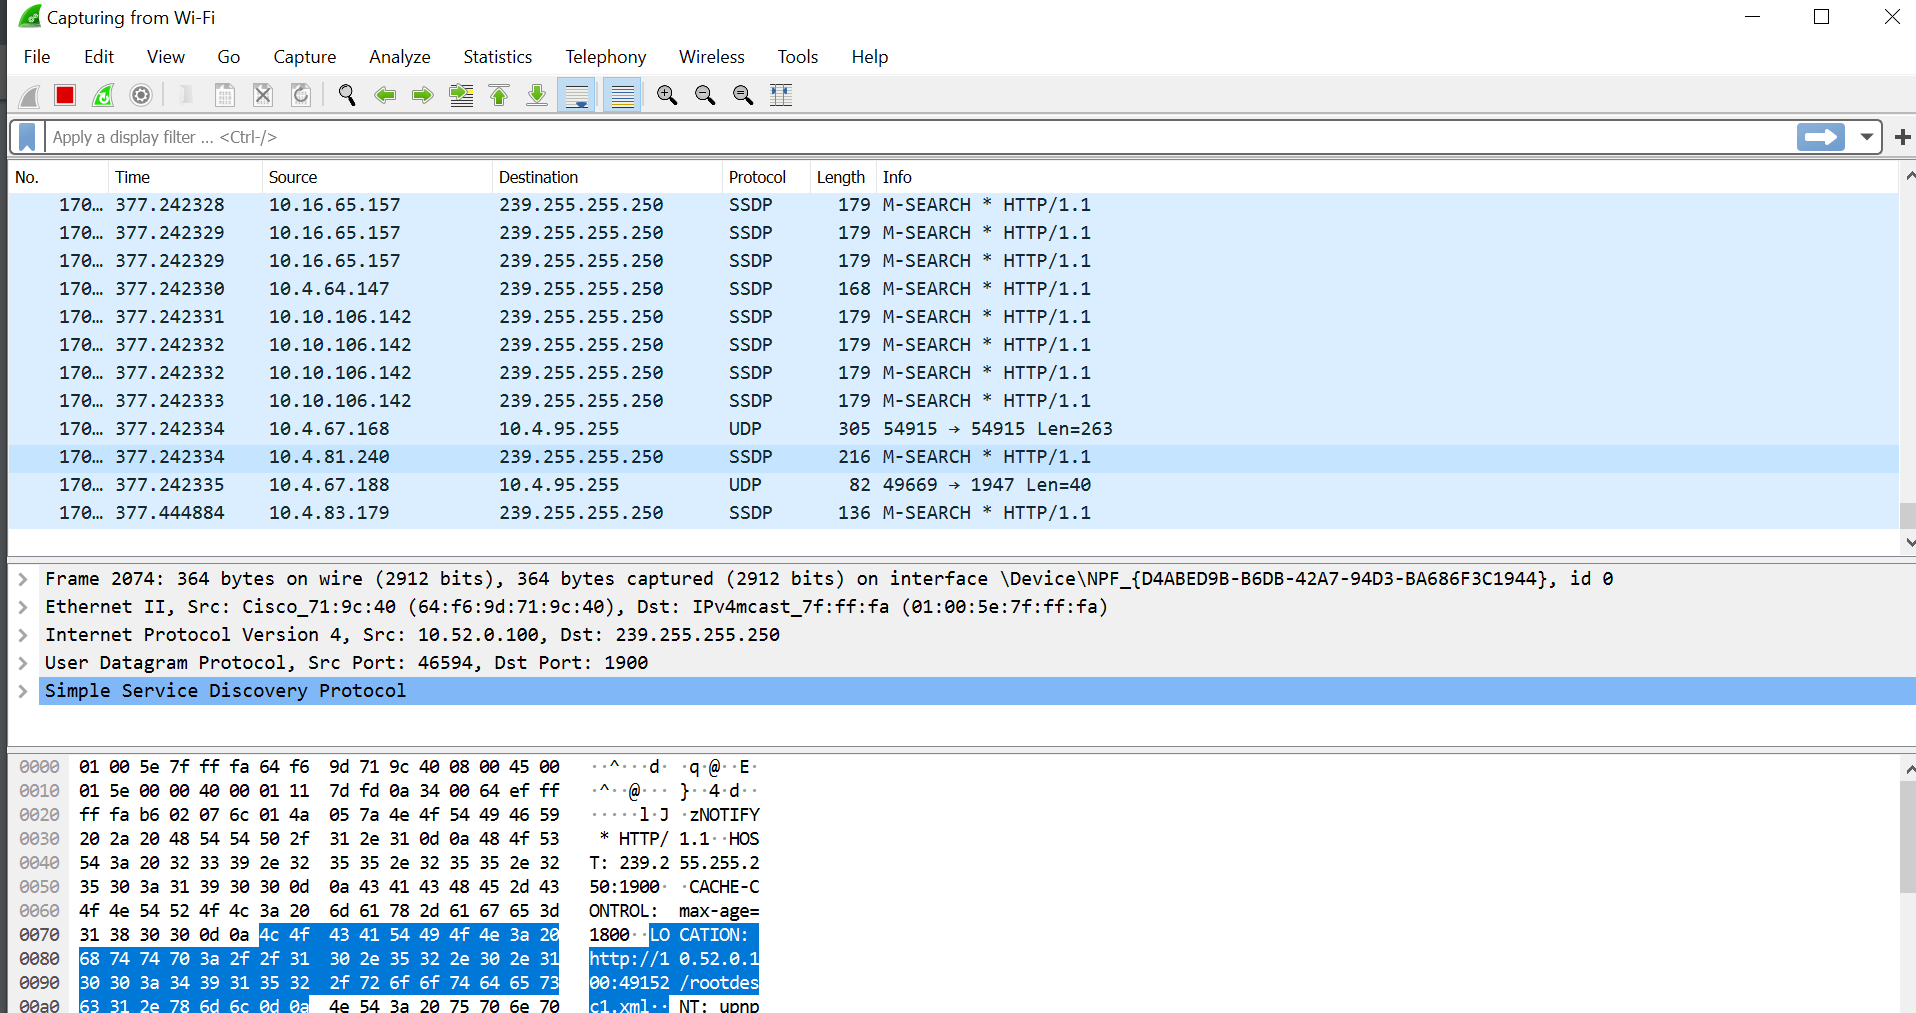 Capturing from Wi-Fi
File Edit View Go Capture Analyze Statistics Telephony Wireless Tools Help
Apply a display filter ... <Ctrl-/>
No. Time Source Destination Protocol Length Info
170… 377.242328 10.16.65.157 239.255.255.250 SSDP 179 M-SEARCH * HTTP/1.1
170… 377.242329 10.16.65.157 239.255.255.250 SSDP 179 M-SEARCH * HTTP/1.1
170… 377.242329 10.16.65.157 239.255.255.250 SSDP 179 M-SEARCH * HTTP/1.1
170… 377.242330 10.4.64.147 239.255.255.250 SSDP 168 M-SEARCH * HTTP/1.1
170… 377.242331 10.10.106.142 239.255.255.250 SSDP 179 M-SEARCH * HTTP/1.1
170… 377.242332 10.10.106.142 239.255.255.250 SSDP 179 M-SEARCH * HTTP/1.1
170… 377.242332 10.10.106.142 239.255.255.250 SSDP 179 M-SEARCH * HTTP/1.1
170… 377.242333 10.10.106.142 239.255.255.250 SSDP 179 M-SEARCH * HTTP/1.1
170… 377.242334 10.4.67.168 10.4.95.255 UDP 305 54915 → 54915 Len=263
170… 377.242334 10.4.81.240 239.255.255.250 SSDP 216 M-SEARCH * HTTP/1.1
170… 377.242335 10.4.67.188 10.4.95.255 UDP 82 49669 → 1947 Len=40
170… 377.444884 10.4.83.179 239.255.255.250 SSDP 136 M-SEARCH * HTTP/1.1
Frame 2074: 364 bytes on wire (2912 bits), 364 bytes captured (2912 bits) on interface \Device\NPF_{D4ABED9B-B6DB-42A7-94D3-BA686F3C1944}, id 0
Ethernet II, Src: Cisco_71:9c:40 (64:f6:9d:71:9c:40), Dst: IPv4mcast_7f:ff:fa (01:00:5e:7f:ff:fa)
Internet Protocol Version 4, Src: 10.52.0.100, Dst: 239.255.255.250
User Datagram Protocol, Src Port: 46594, Dst Port: 1900
Simple Service Discovery Protocol
0000 01 00 5e 7f ff fa 64 f6 9d 71 9c 40 08 00 45 00 ··^···d· ·q·@··E·
0010 01 5e 00 00 40 00 01 11 7d fd 0a 34 00 64 ef ff ·^··@··· }··4·d··
0020 ff fa b6 02 07 6c 01 4a 05 7a 4e 4f 54 49 46 59 ·····l·J ·zNOTIFY
0030 20 2a 20 48 54 54 50 2f 31 2e 31 0d 0a 48 4f 53 * HTTP/ 1.1··HOS
0040 54 3a 20 32 33 39 2e 32 35 35 2e 32 35 35 2e 32 T: 239.2 55.255.2
0050 35 30 3a 31 39 30 30 0d 0a 43 41 43 48 45 2d 43 50:1900· ·CACHE-C
0060 4f 4e 54 52 4f 4c 3a 20 6d 61 78 2d 61 67 65 3d ONTROL: max-age=
0070 31 38 30 30 0d 0a 4c 4f 43 41 54 49 4f 4e 3a 20 1800··LO CATION:
0080 68 74 74 70 3a 2f 2f 31 30 2e 35 32 2e 30 2e 31 http://1 0.52.0.1
0090 30 30 3a 34 39 31 35 32 2f 72 6f 6f 74 64 65 73 00:49152 /rootdes
00a0 63 31 2e 78 6d 6c 0d 0a 4e 54 3a 20 75 70 6e 70 c1.xml·· NT: upnp